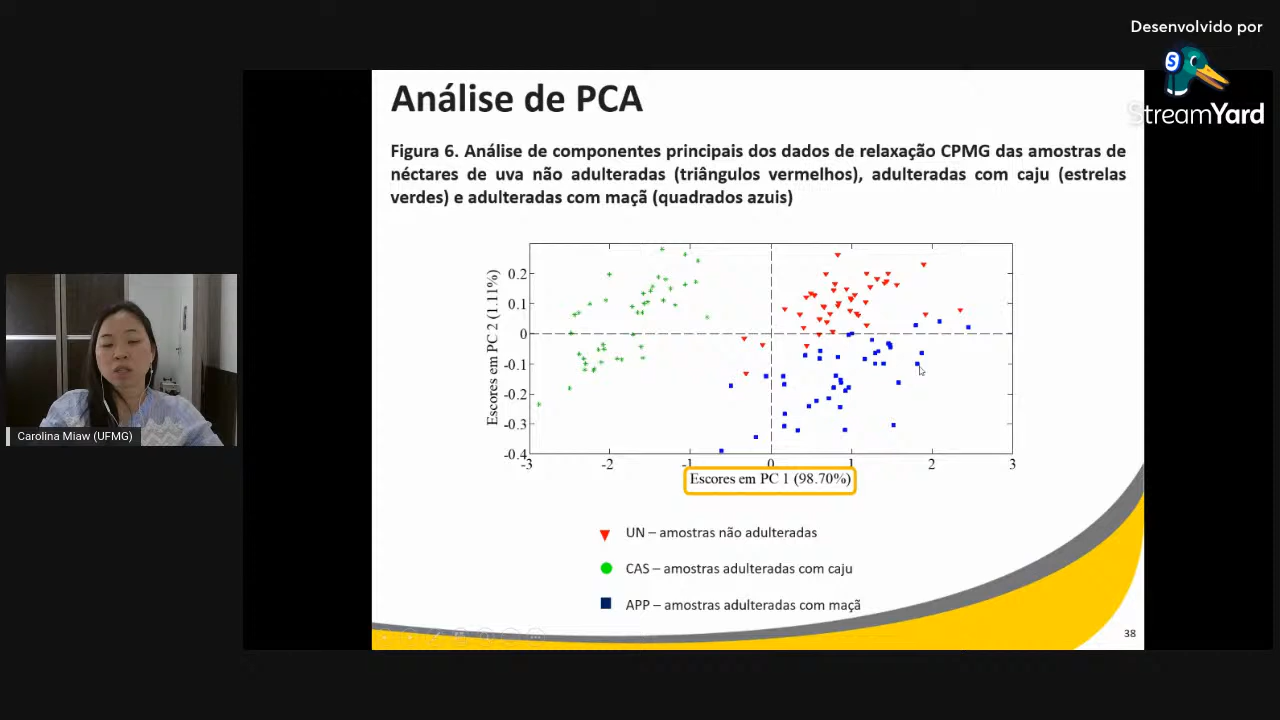 Desenvolvido por
StreamYard
Análise de PCA
Figura 6. Análise de componentes principais dos dados de relaxação CPMG das amostras de
néctares de uva não adulteradas (triângulos vermelhos), adulteradas com caju (estrelas
verdes) e adulteradas com maçã (quadrados azuis)
Escores em PC 2 (1.11%)
0.2
0.1
0
-0.1
-0.2
-0.3
-0.4
-3
-2
-1
0
1
2
3
Escores em PC 1 (98.70%)
UN – amostras não adulteradas
CAS – amostras adulteradas com caju
APP – amostras adulteradas com maçã
38
Carolina Miaw (UFMG)